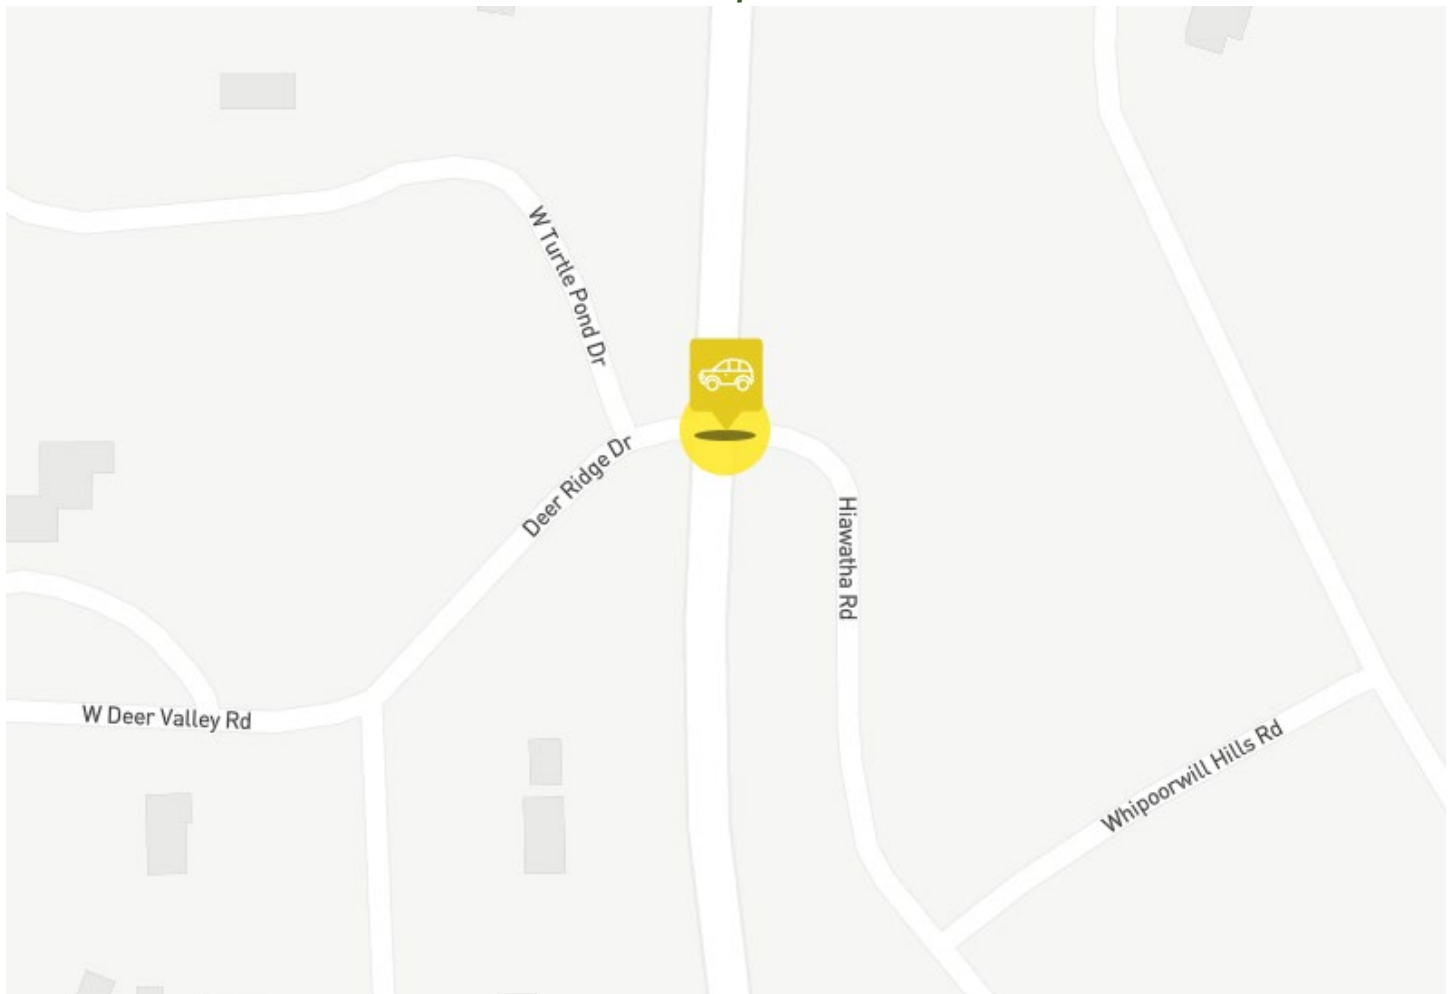 W Turtle Pond Dr
Deer Ridge Dr
Hiawatha Rd
W Deer Valley Rd
Whipoorwill Hills Rd